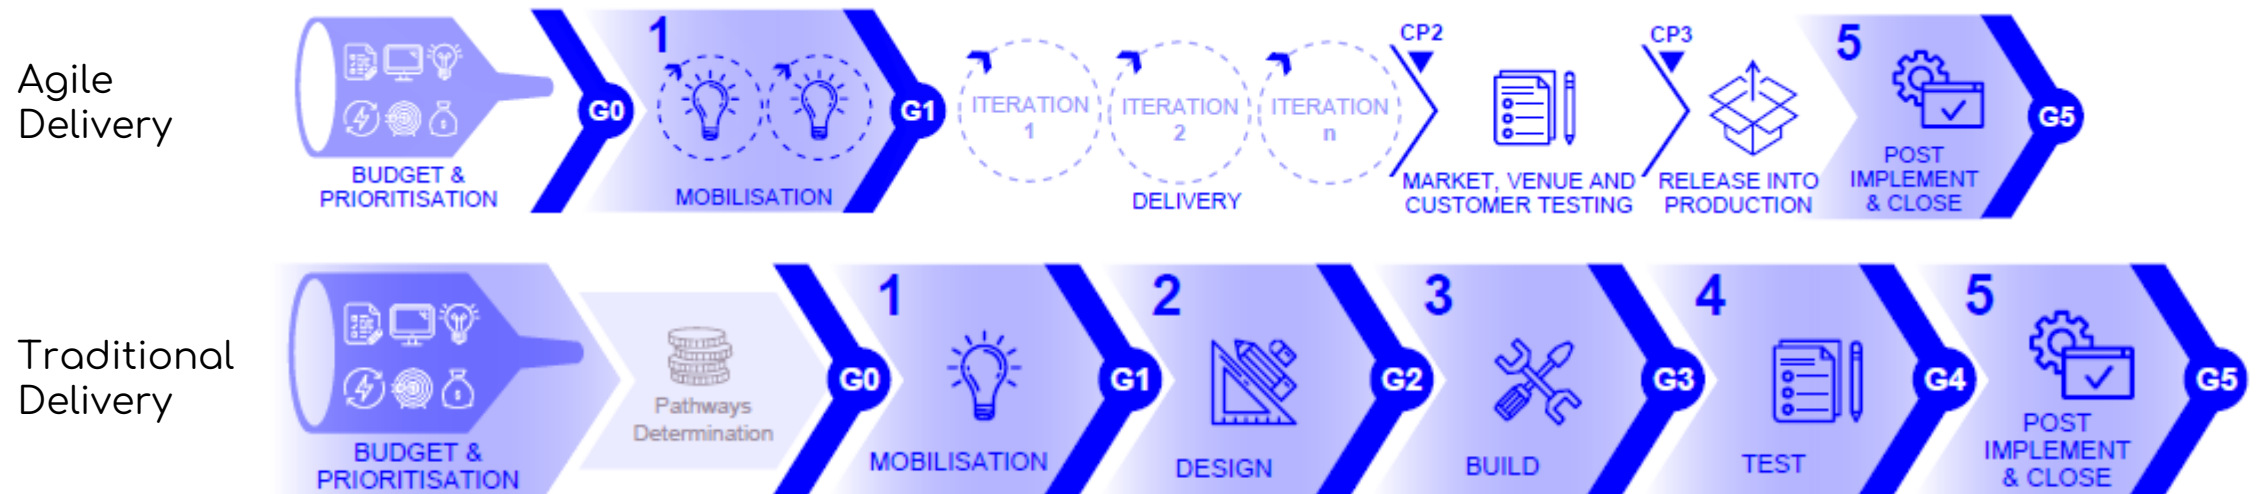 Agile
Delivery
BUDGET &
PRIORITISATION
G0
1
MOBILISATION
G1
ITERATION
1
ITERATION
2
ITERATION
n
DELIVERY
CP2
MARKET, VENUE AND
CUSTOMER TESTING
CP3
RELEASE INTO
PRODUCTION
5
POST
IMPLEMENT
& CLOSE
G5
Traditional
Delivery
BUDGET &
PRIORITISATION
Pathways
Determination
G0
1
MOBILISATION
G1
2
DESIGN
G2
3
BUILD
G3
4
TEST
G4
5
POST
IMPLEMENT
& CLOSE
G5